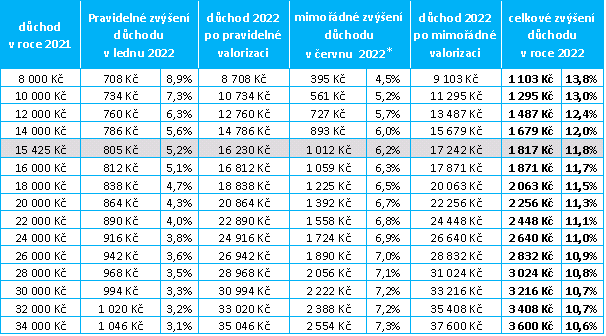 důchod v roce 2021 | Pravidelné zvýšení důchodu v lednu 2022 | důchod 2022 po pravidelné valorizaci | mimořádné zvýšení důchodu v červnu 2022* | důchod 2022 po mimořádné valorizaci | celkové zvýšení důchodu v roce 2022
8 000 Kč 708 Kč 8,9% 8 708 Kč 395 Kč 4,5% 9 103 Kč 1 103 Kč 13,8%
10 000 Kč 734 Kč 7,3% 10 734 Kč 561 Kč 5,2% 11 295 Kč 1 295 Kč 13,0%
12 000 Kč 760 Kč 6,3% 12 760 Kč 727 Kč 5,7% 13 487 Kč 1 487 Kč 12,4%
14 000 Kč 786 Kč 5,6% 14 786 Kč 893 Kč 6,0% 15 679 Kč 1 679 Kč 12,0%
15 425 Kč 805 Kč 5,2% 16 230 Kč 1 012 Kč 6,2% 17 242 Kč 1 817 Kč 11,8%
16 000 Kč 812 Kč 5,1% 16 812 Kč 1 059 Kč 6,3% 17 871 Kč 1 871 Kč 11,7%
18 000 Kč 838 Kč 4,7% 18 838 Kč 1 225 Kč 6,5% 20 063 Kč 2 063 Kč 11,5%
20 000 Kč 864 Kč 4,3% 20 864 Kč 1 392 Kč 6,7% 22 256 Kč 2 256 Kč 11,3%
22 000 Kč 890 Kč 4,0% 22 890 Kč 1 558 Kč 6,8% 24 448 Kč 2 448 Kč 11,1%
24 000 Kč 916 Kč 3,8% 24 916 Kč 1 724 Kč 6,9% 26 640 Kč 2 640 Kč 11,0%
26 000 Kč 942 Kč 3,6% 26 942 Kč 1 890 Kč 7,0% 28 832 Kč 2 832 Kč 10,9%
28 000 Kč 968 Kč 3,5% 28 968 Kč 2 056 Kč 7,1% 31 024 Kč 3 024 Kč 10,8%
30 000 Kč 994 Kč 3,3% 30 994 Kč 2 222 Kč 7,2% 33 216 Kč 3 216 Kč 10,7%
32 000 Kč 1 020 Kč 3,2% 33 020 Kč 2 388 Kč 7,2% 35 408 Kč 3 408 Kč 10,7%
34 000 Kč 1 046 Kč 3,1% 35 046 Kč 2 554 Kč 7,3% 37 600 Kč 3 600 Kč 10,6%